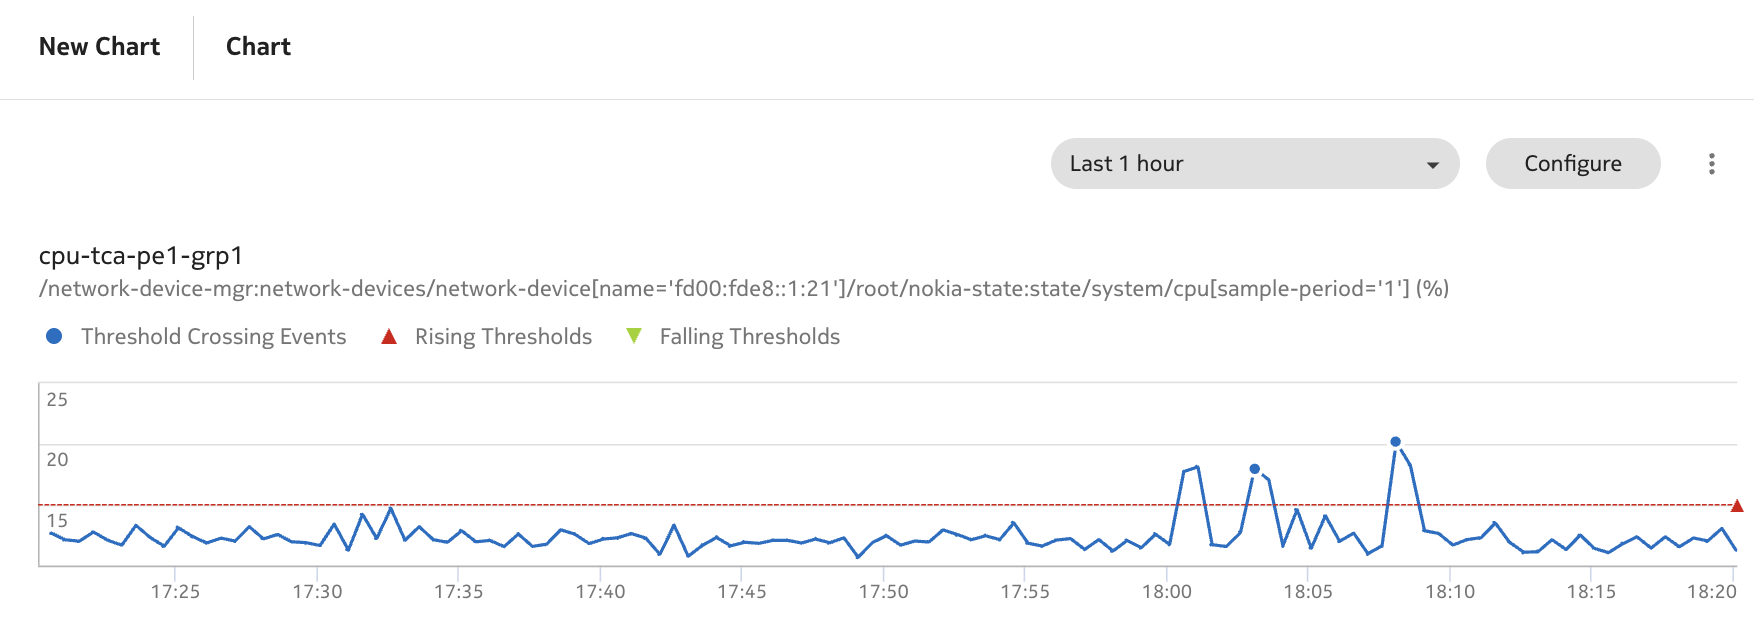 New Chart Chart
Last 1 hour Configure
cpu-tca-pe1-grp1
/network-device-mgr:network-devices/network-device[name='fd00:fde8::1:21']/root/nokia-state:state/system/cpu[sample-period='1'] (%)
Threshold Crossing Events Rising Thresholds Falling Thresholds
25
20
15
17:25 17:30 17:35 17:40 17:45 17:50 17:55 18:00 18:05 18:10 18:15 18:20